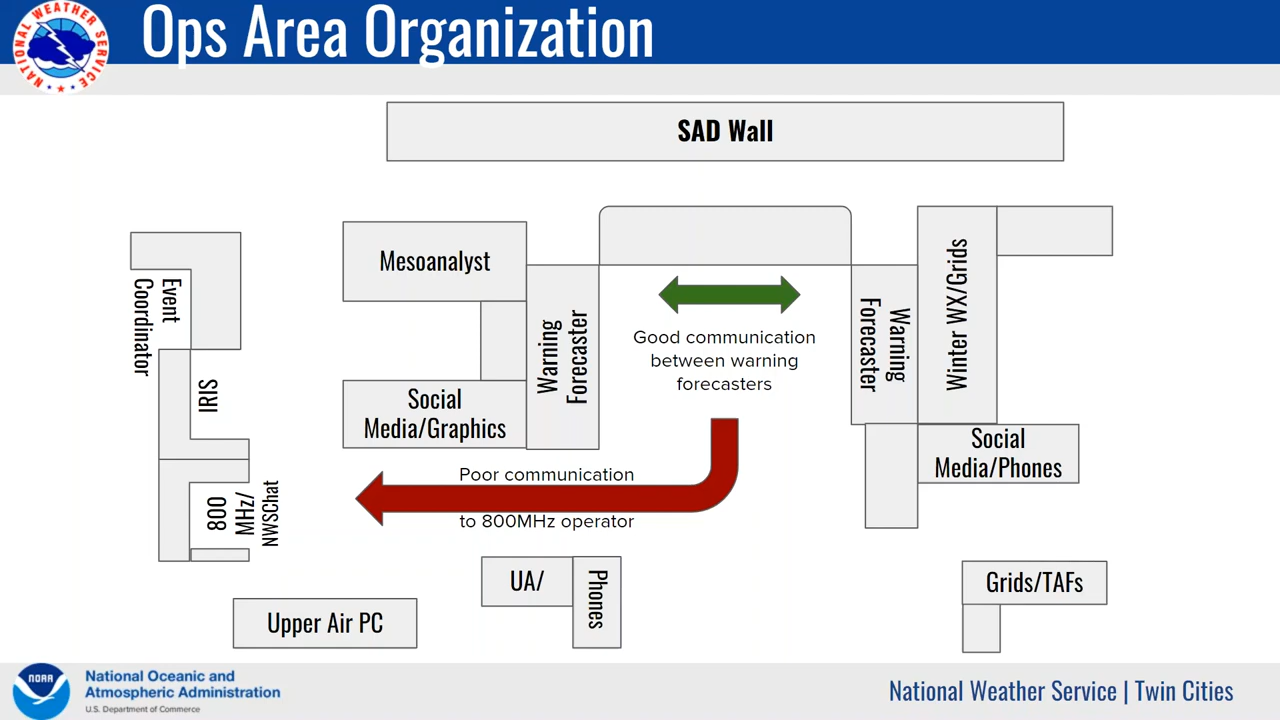 Ops Area Organization
NATIONAL WEATHER SERVICE
SAD Wall
Mesoanalyst
Event
Coordinator
IRIS
800
MHz/
NWSChat
Social
Media/Graphics
Warning
Forecaster
Good communication
between warning
forecasters
Warning
Forecaster
Winter WX/Grids
Social
Media/Phones
Poor communication
to 800MHz operator
UA/
Phones
Upper Air PC
Grids/TAFs
NOAA
National Oceanic and
Atmospheric Administration
U.S. Department of Commerce
National Weather Service | Twin Cities